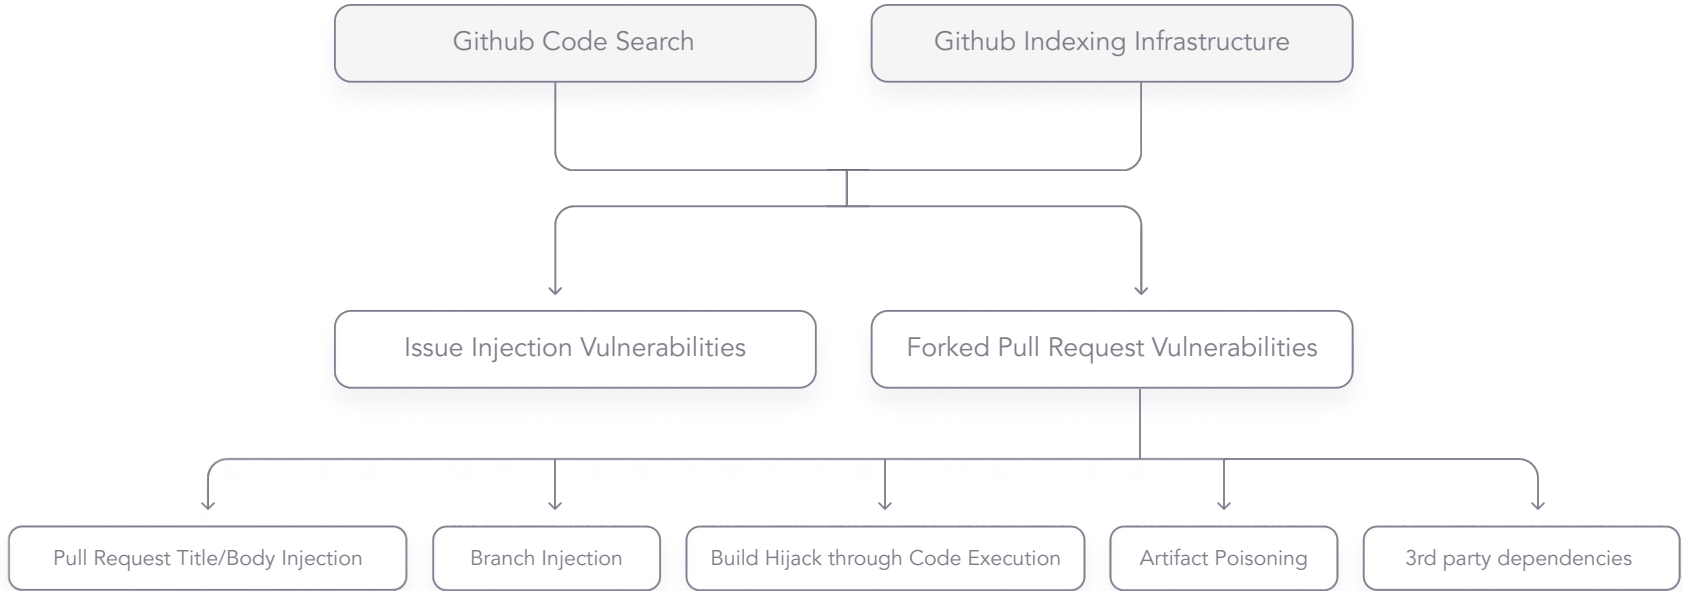 Github Code Search
Github Indexing Infrastructure
Issue Injection Vulnerabilities
Forked Pull Request Vulnerabilities
Pull Request Title/Body Injection
Branch Injection
Build Hijack through Code Execution
Artifact Poisoning
3rd party dependencies